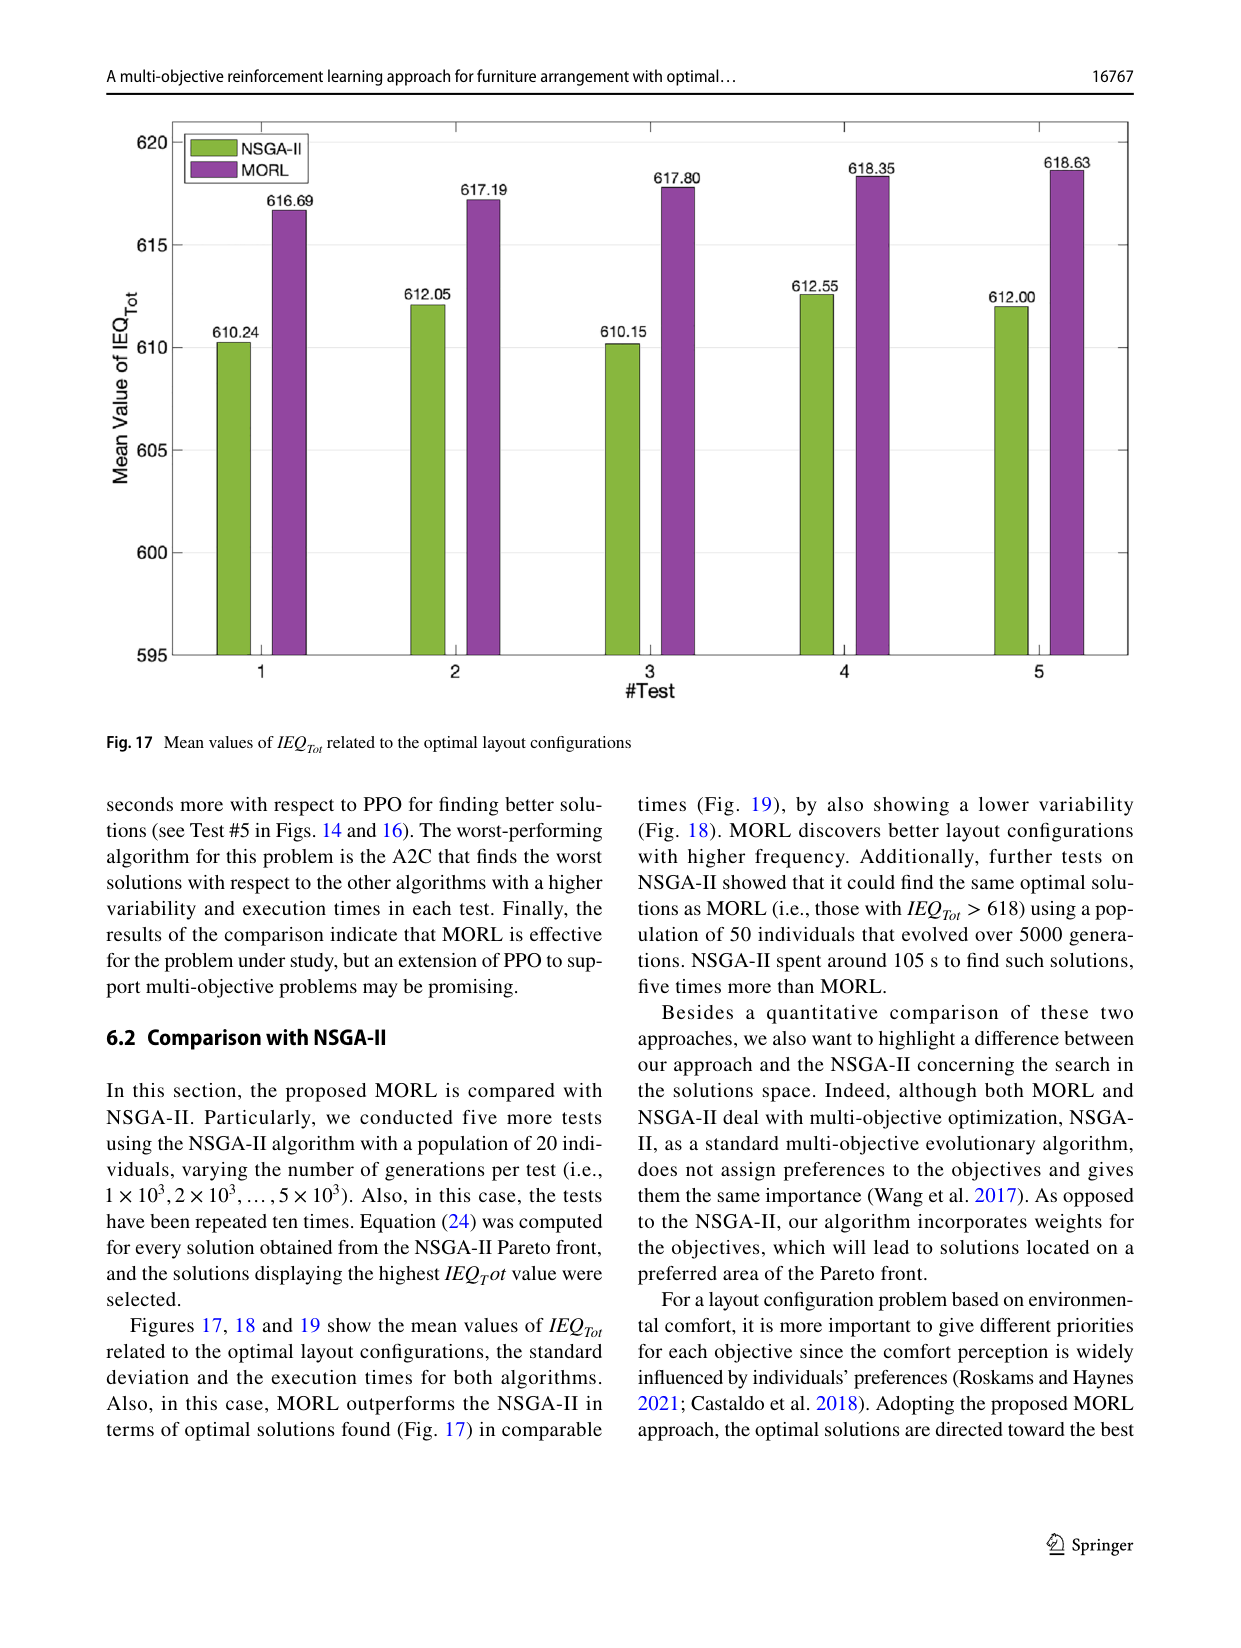 A multi-objective reinforcement learning approach for furniture arrangement with optimal…
16767
620
615
610
605
600
595
Mean Value of IEQTot
NSGA-II
MORL
610.24
616.69
612.05
617.19
610.15
617.80
612.55
618.35
612.00
618.63
1
2
3
4
5
#Test
Fig. 17 Mean values of IEQTot related to the optimal layout configurations
seconds more with respect to PPO for finding better solu-
tions (see Test #5 in Figs. 14 and 16). The worst-performing
algorithm for this problem is the A2C that finds the worst
solutions with respect to the other algorithms with a higher
variability and execution times in each test. Finally, the
results of the comparison indicate that MORL is effective
for the problem under study, but an extension of PPO to sup-
port multi-objective problems may be promising.
6.2 Comparison with NSGA-II
In this section, the proposed MORL is compared with
NSGA-II. Particularly, we conducted five more tests
using the NSGA-II algorithm with a population of 20 indi-
viduals, varying the number of generations per test (i.e.,
1 × 10³, 2 × 10³, … , 5 × 10³). Also, in this case, the tests
have been repeated ten times. Equation (24) was computed
for every solution obtained from the NSGA-II Pareto front,
and the solutions displaying the highest IEQTot value were
selected.
Figures 17, 18 and 19 show the mean values of IEQTot
related to the optimal layout configurations, the standard
deviation and the execution times for both algorithms.
Also, in this case, MORL outperforms the NSGA-II in
terms of optimal solutions found (Fig. 17) in comparable
times (Fig. 19), by also showing a lower variability
(Fig. 18). MORL discovers better layout configurations
with higher frequency. Additionally, further tests on
NSGA-II showed that it could find the same optimal solu-
tions as MORL (i.e., those with IEQTot > 618) using a pop-
ulation of 50 individuals that evolved over 5000 genera-
tions. NSGA-II spent around 105 s to find such solutions,
five times more than MORL.
Besides a quantitative comparison of these two
approaches, we also want to highlight a difference between
our approach and the NSGA-II concerning the search in
the solutions space. Indeed, although both MORL and
NSGA-II deal with multi-objective optimization, NSGA-
II, as a standard multi-objective evolutionary algorithm,
does not assign preferences to the objectives and gives
them the same importance (Wang et al. 2017). As opposed
to the NSGA-II, our algorithm incorporates weights for
the objectives, which will lead to solutions located on a
preferred area of the Pareto front.
For a layout configuration problem based on environmen-
tal comfort, it is more important to give different priorities
for each objective since the comfort perception is widely
influenced by individuals' preferences (Roskams and Haynes
2021; Castaldo et al. 2018). Adopting the proposed MORL
approach, the optimal solutions are directed toward the best
Springer